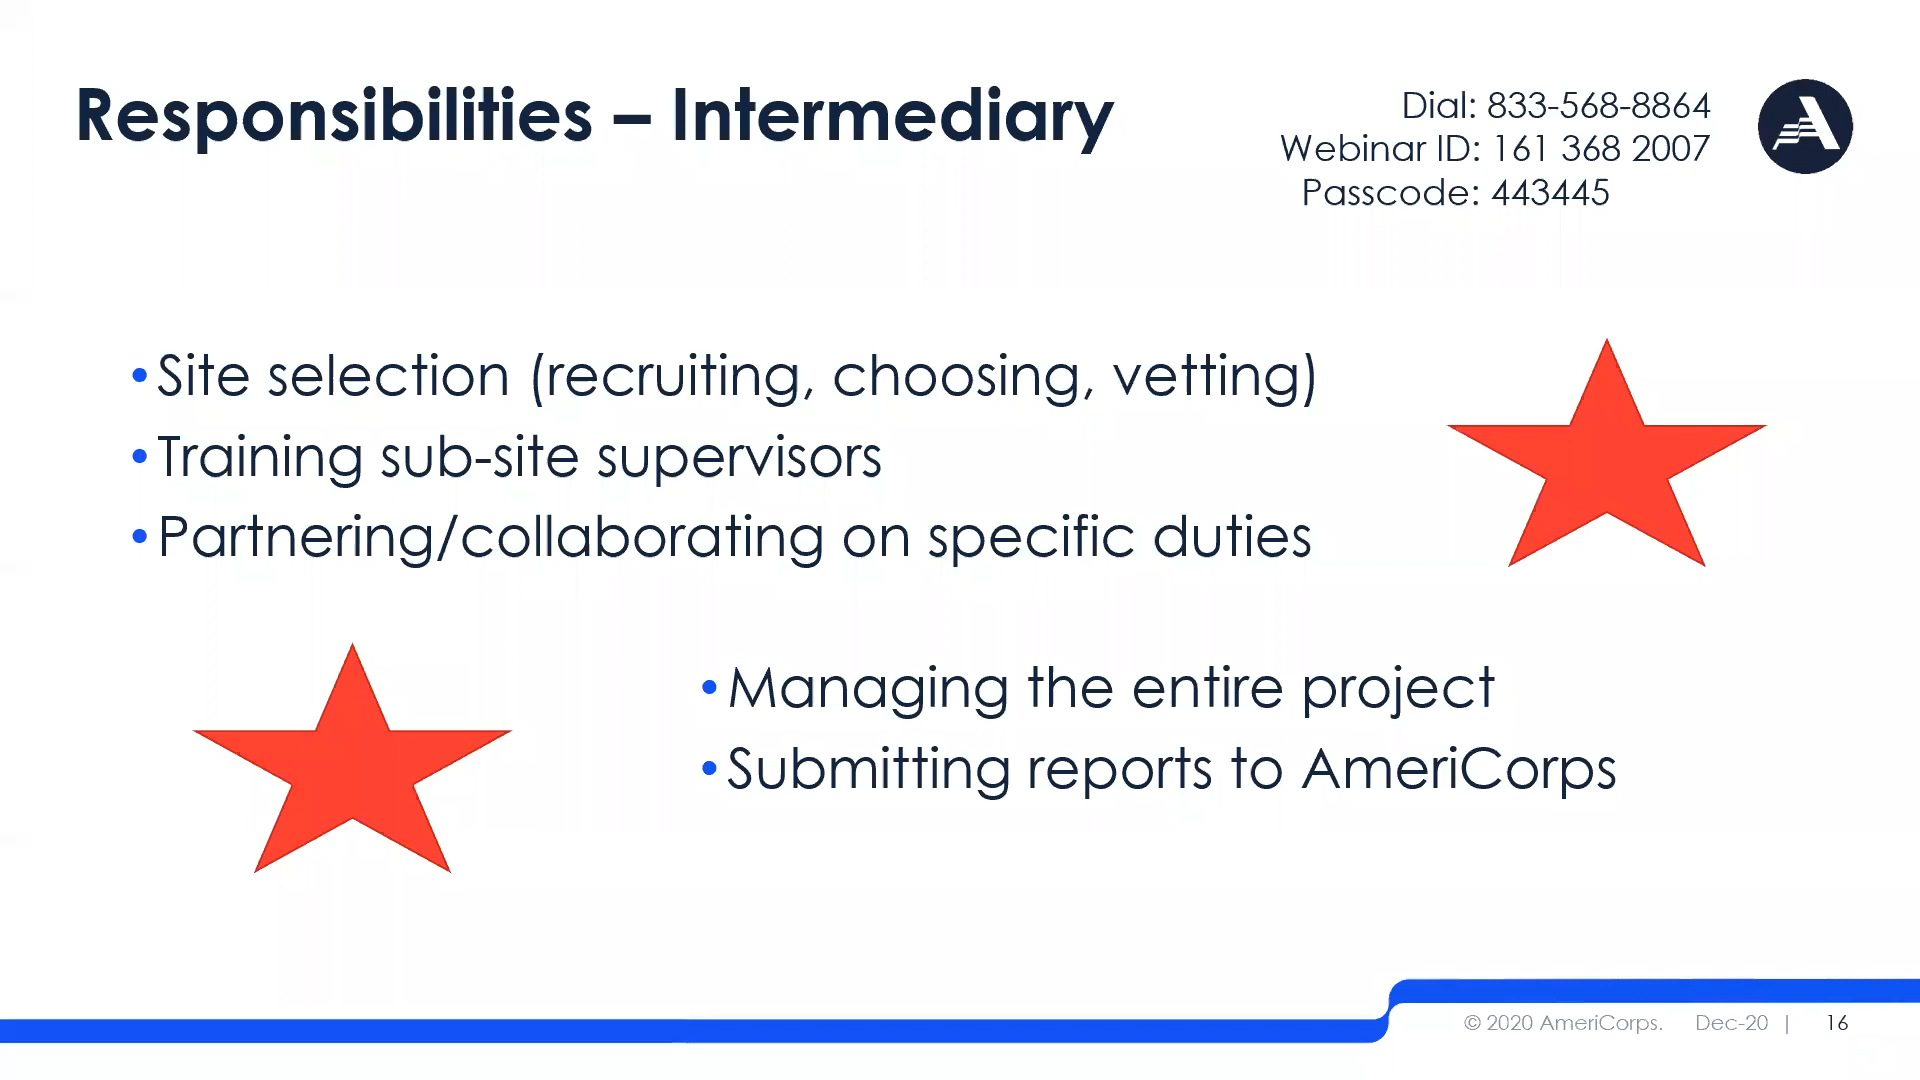 Responsibilities – Intermediary
Dial: 833-568-8864
Webinar ID: 161 368 2007
Passcode: 443445
•Site selection (recruiting, choosing, vetting)
•Training sub-site supervisors
•Partnering/collaborating on specific duties
•Managing the entire project
•Submitting reports to AmeriCorps
© 2020 AmeriCorps. Dec-20 | 16